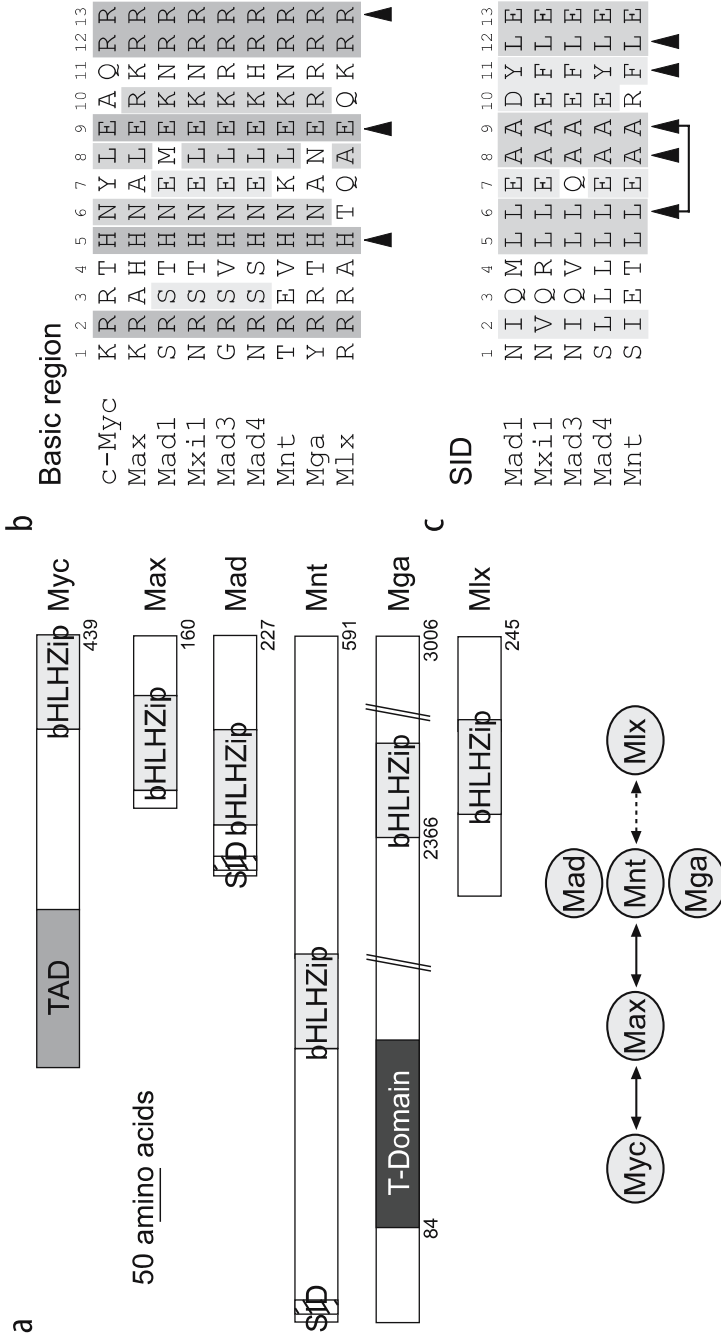 a
TAD
bHLHZip
439
Myc
50 amino acids
bHLHZip
160
Max
SID
bHLHZip
227
Mad
SID
bHLHZip
591
Mnt
84
T-Domain
2366
bHLHZip
3006
Mga
bHLHZip
245
Mlx
Myc
Max
Mad
Mnt
Mga
Mlx
b
Basic region
1 2 3 4 5 6 7 8 9 10 11 12 13
c-Myc K R R T H N Y L E A Q R R
Max K R A H H N A L E R K R R
Mad1 S R S T H N E M E K N R R
Mxi1 N R S T H N E L E K N R R
Mad3 G R S V H N E L E K R R R
Mad4 N R S S H N E L E K H R R
Mnt T R E V H N K L E K N R R
Mga Y R R T H N A N E R R R R
Mlx R R R A H T Q A E Q K R R
c
SID
1 2 3 4 5 6 7 8 9 10 11 12 13
Mad1 N I Q M L L E A A D Y L E
Mxi1 N V Q R L L E A A E F L E
Mad3 N I Q V L L Q A A E F L E
Mad4 S L L L L L E A A E Y L E
Mnt S I E T L L E A A R F L E